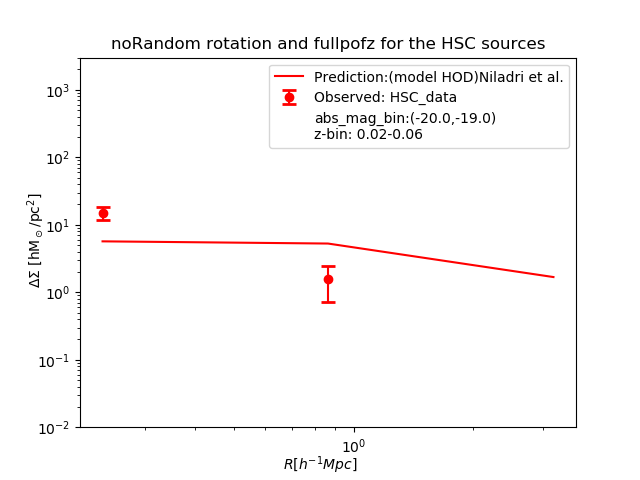 noRandom rotation and fullpofz for the HSC sources
Prediction:(model HOD)Niladri et al.
Observed: HSC_data
abs_mag_bin:(-20.0,-19.0)
z-bin: 0.02-0.06
10³
10²
10¹
10⁰
10⁻¹
10⁻²
ΔΣ [hM⊙/pc²]
10⁰
R[h⁻¹Mpc]